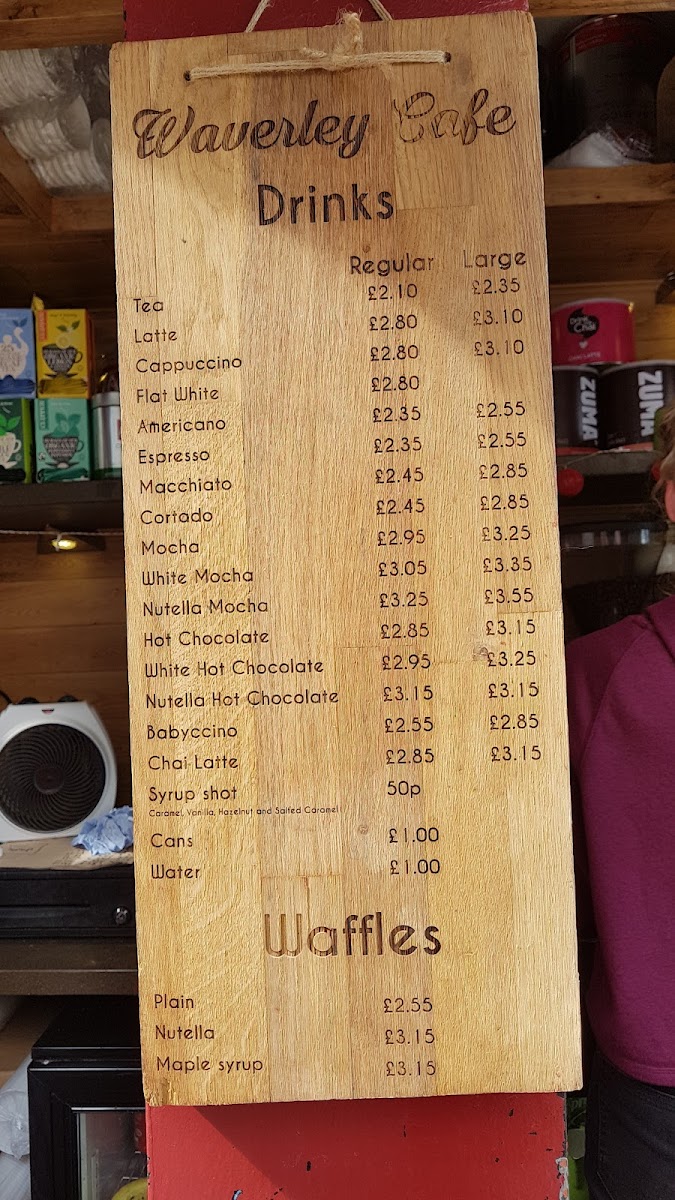 Waverley Cafe
Drinks
Regular Large
Tea £2.10 £2.35
Latte £2.80 £3.10
Cappuccino £2.80 £3.10
Flat White £2.80
Americano £2.35 £2.55
Espresso £2.35 £2.55
Macchiato £2.45 £2.85
Cortado £2.45 £2.85
Mocha £2.95 £3.25
White Mocha £3.05 £3.35
Nutella Mocha £3.25 £3.55
Hot Chocolate £2.85 £3.15
White Hot Chocolate £2.95 £3.25
Nutella Hot Chocolate £3.15 £3.15
Babyccino £2.55 £2.85
Chai Latte £2.85 £3.15
Syrup shot 50p
Caramel, Vanilla, Hazelnut and Salted Caramel
Cans £1.00
Water £1.00
Waffles
Plain £2.55
Nutella £3.15
Maple syrup £3.15
Chai
CHAI LATTE
ZUMA
ZUMA